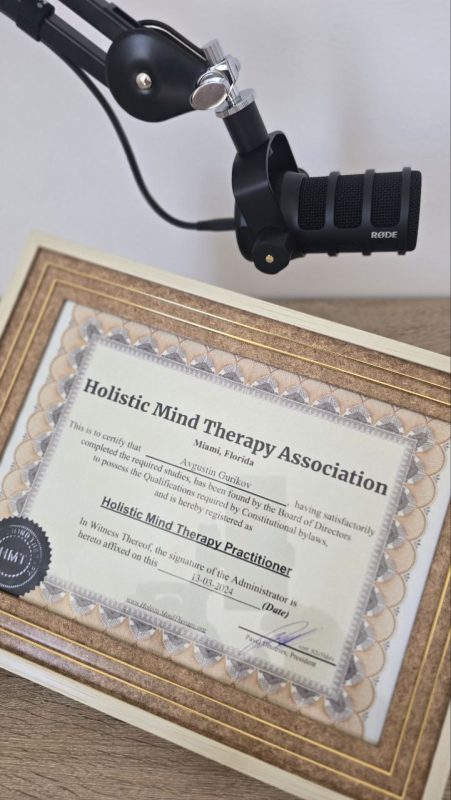 RØDE
Holistic Mind Therapy Association
Miami, Florida
This is to certify that Avgustin Gurikov having satisfactorily
completed the required studies, has been found by the Board of Directors
to possess the Qualifications required by Constitutional bylaws,
and is hereby registered as
Holistic Mind Therapy Practitioner
In Witness Thereof, the signature of the Administrator is
hereto affixed on this 13-03-2024 (Date)
HMT
www.HolisticMindTherapy.org
President